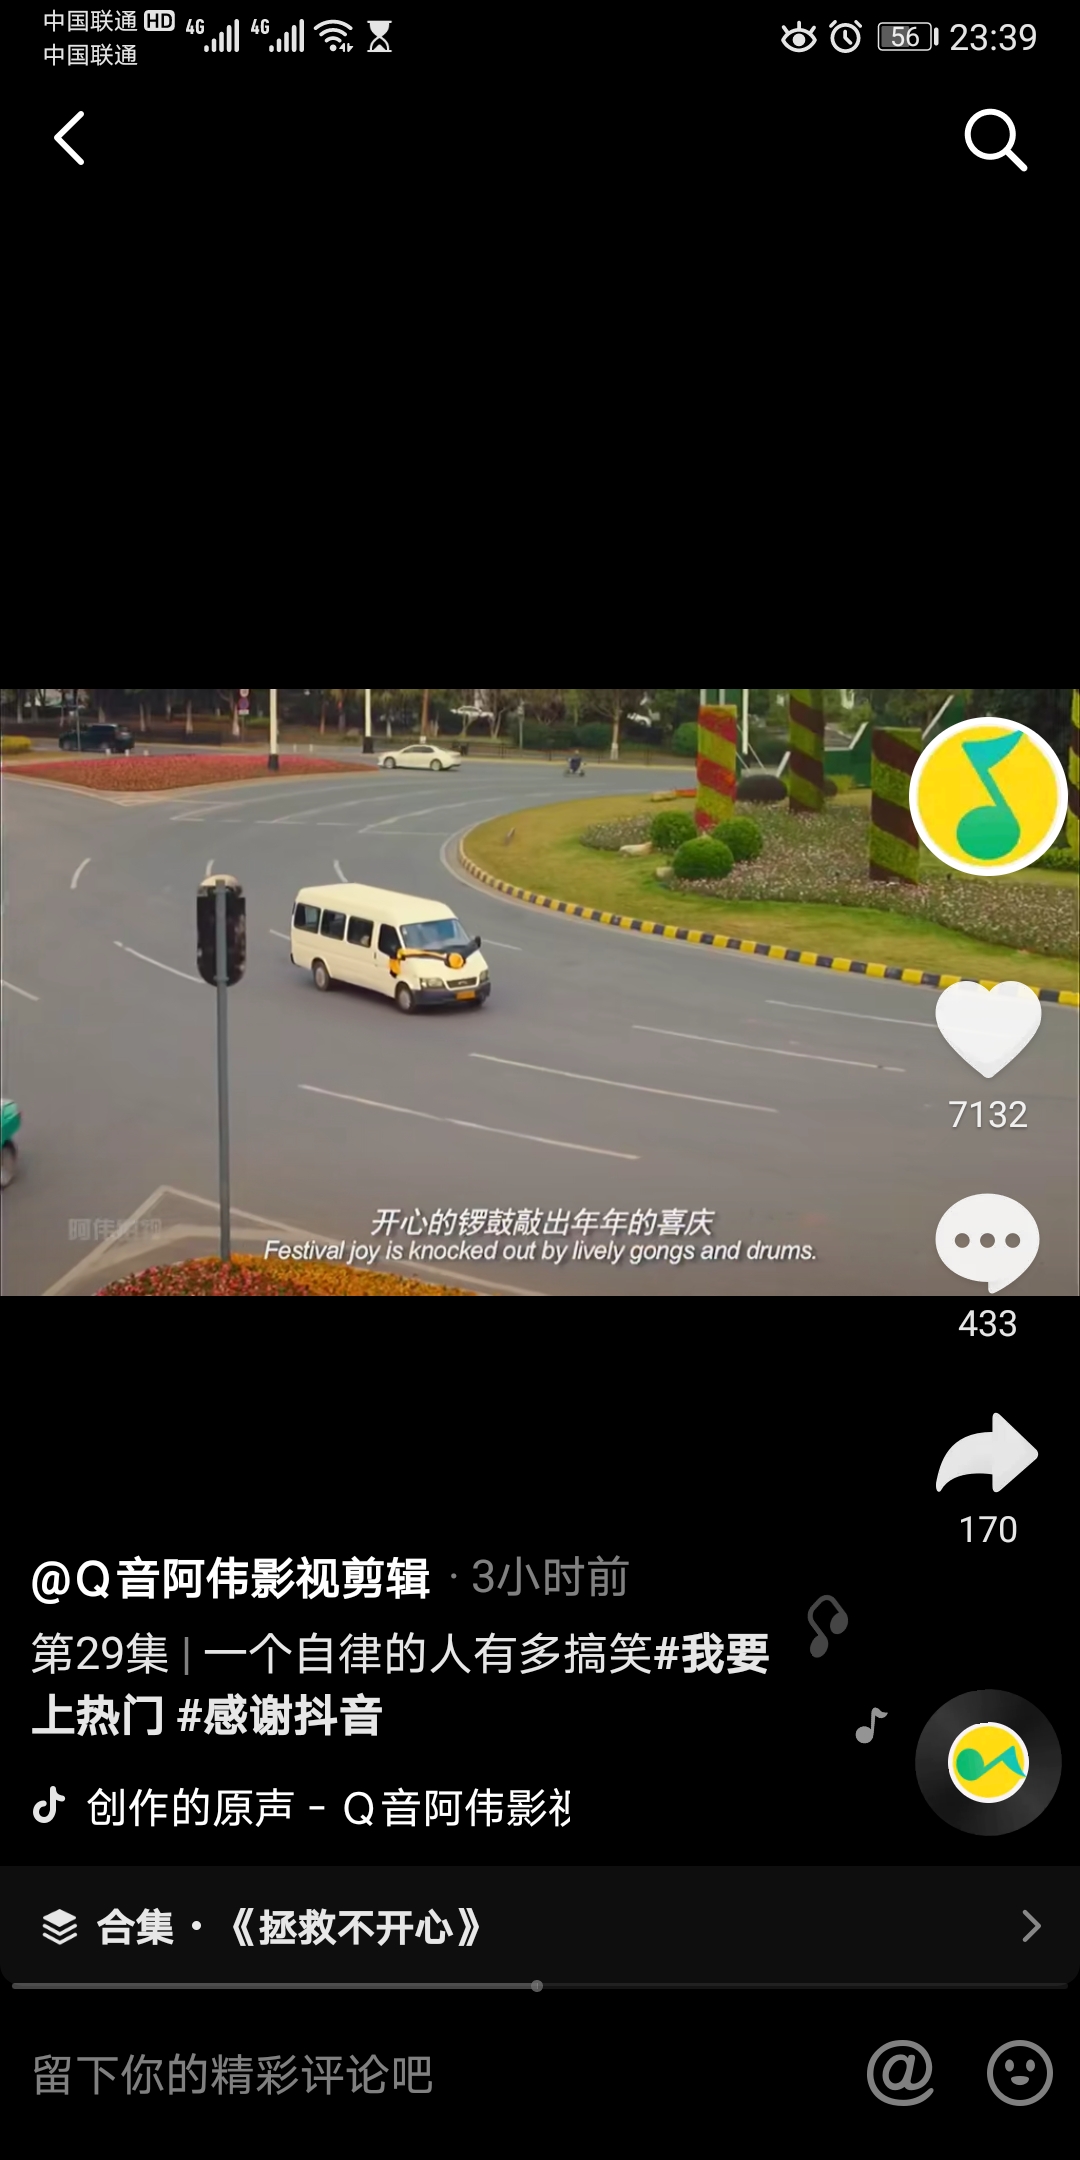 中国联通 HD 4G 4G 56 23:39
中国联通
7132
阿伟影视
开心的锣鼓敲出年年的喜庆
Festival joy is knocked out by lively gongs and drums.
433
170
@Q音阿伟影视剪辑 · 3小时前
第29集 | 一个自律的人有多搞笑#我要
上热门 #感谢抖音
创作的原声 - Q音阿伟影视
合集 · 《拯救不开心》
留下你的精彩评论吧